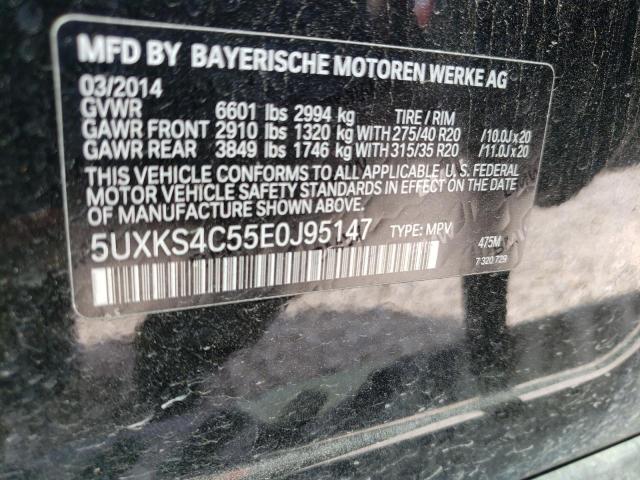 MFD BY BAYERISCHE MOTOREN WERKE AG
03/2014
GVWR 6601 lbs 2994 kg TIRE / RIM
GAWR FRONT 2910 lbs 1320 kg WITH 275/40 R20 /10.0J x 20
GAWR REAR 3849 lbs 1746 kg WITH 315/35 R20 /11.0J x 20
THIS VEHICLE CONFORMS TO ALL APPLICABLE U. S. FEDERAL
MOTOR VEHICLE SAFETY STANDARDS IN EFFECT ON THE DATE
OF MANUFACTURE SHOWN ABOVE.
5UXKS4C55E0J95147 TYPE: MPV 475M
7 320 729